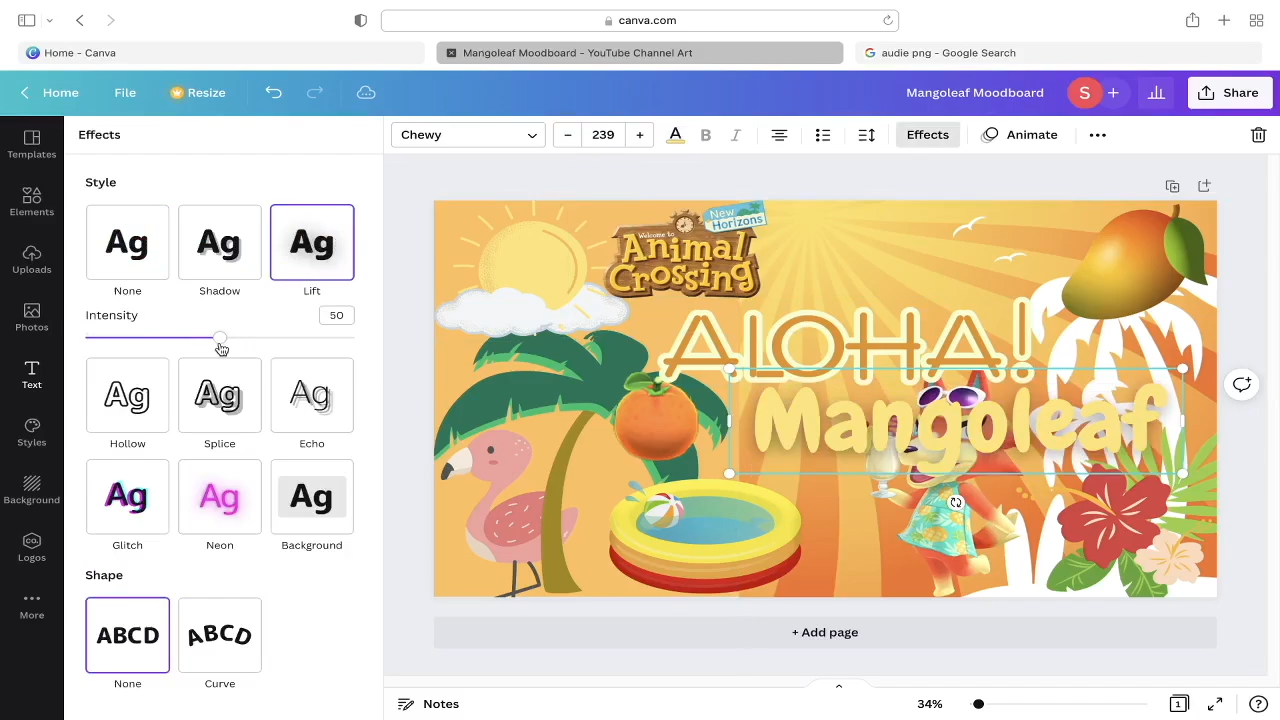 canva.com
Home - Canva
Mangoleaf Moodboard - YouTube Channel Art
audie png - Google Search
Home
File
Resize
Mangoleaf Moodboard
S
Share
Templates
Elements
Uploads
Photos
Text
Styles
Background
Logos
More
Effects
Style
Ag
Ag
Ag
None
Shadow
Lift
Intensity
50
Ag
Ag
Ag
Hollow
Splice
Echo
Ag
Ag
Ag
Glitch
Neon
Background
Shape
ABCD
ABCD
None
Curve
Chewy
239
A
B
I
Effects
Animate
New
Horizons
Welcome to
Animal
Crossing
ALOHA!
Mangoleaf
+ Add page
Notes
34%
1
?